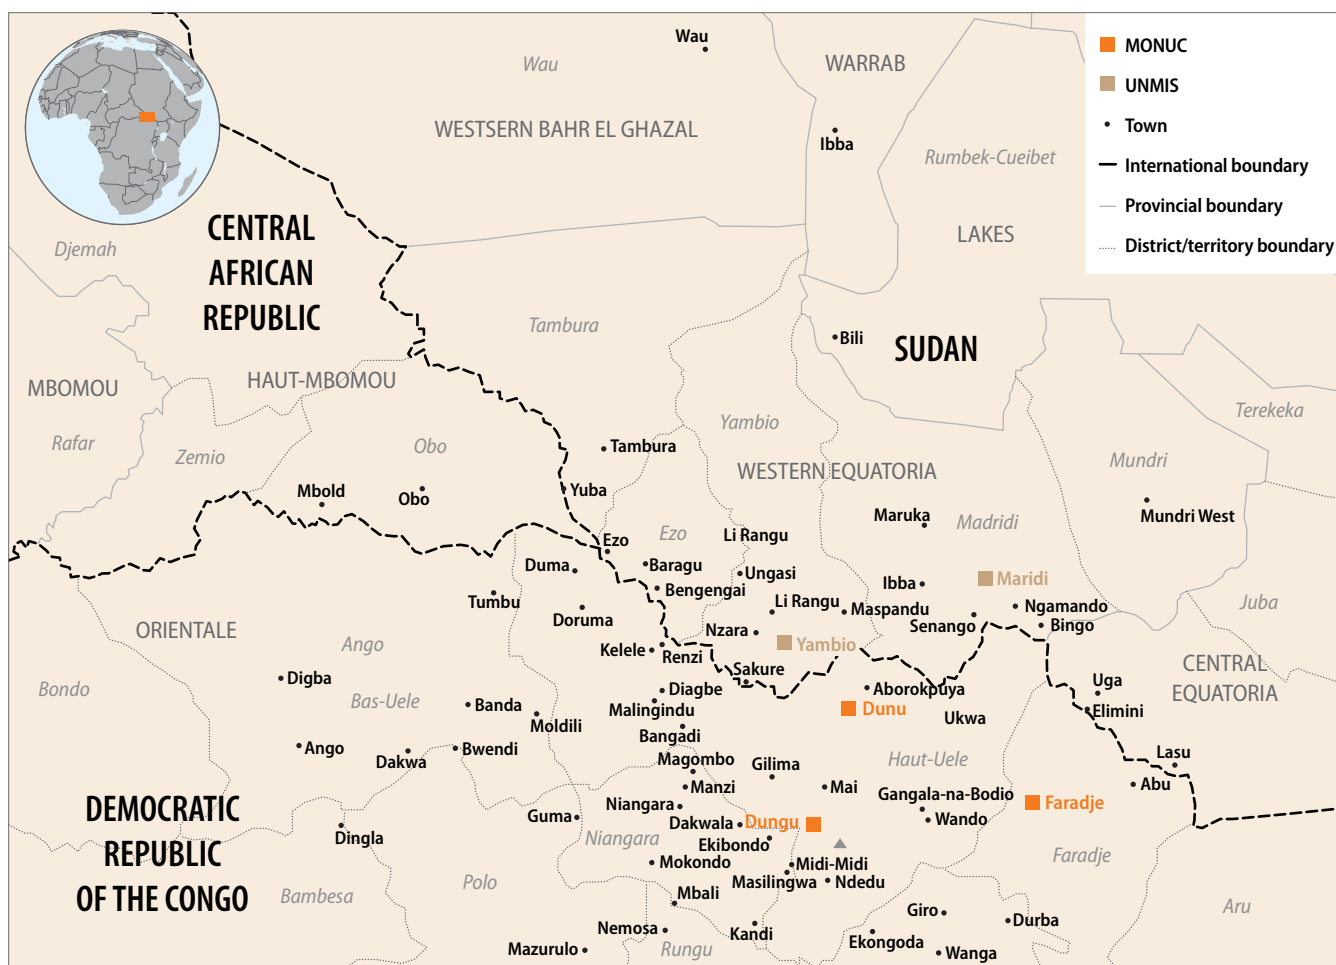 Wau
Wau
WARRAB
MONUC
UNMIS
Town
International boundary
Provincial boundary
District/territory boundary
WESTSERN BAHR EL GHAZAL
Ibba
Rumbek-Cueibet
LAKES
Djemah
CENTRAL
AFRICAN
REPUBLIC
Tambura
Bili
SUDAN
MBOMOU
HAUT-MBOMOU
Rafar
Zemio
Obo
Yambio
Terekeka
Tambura
WESTERN EQUATORIA
Mundri
Mbold
Obo
Yuba
Maruka
Madridi
Mundri West
Ezo
Ezo
Li Rangu
Duma
Baragu
Ungasi
Bengengai
Ibba
Maridi
Tumbu
Doruma
Li Rangu
Maspandu
Senango
Ngamando
Bingo
Juba
ORIENTALE
Ango
Kelele
Renzi
Nzara
Yambio
Sakure
CENTRAL
EQUATORIA
Bondo
Digba
Bas-Uele
Banda
Moldili
Diagbe
Malingindu
Bangadi
Aborokpuya
Dunu
Ukwa
Uga
Elimini
Ango
Dakwa
Bwendi
Magombo
Manzi
Gilima
Mai
Haut-Uele
Lasu
Abu
DEMOCRATIC
REPUBLIC
OF THE CONGO
Dingla
Guma
Niangara
Niangara
Dakwala
Dungu
Ekibondo
Gangala-na-Bodio
Wando
Faradje
Faradje
Mokondo
Midi-Midi
Masilingwa
Ndedu
Bambesa
Polo
Mbali
Nemosa
Mazurulo
Rungu
Kandi
Giro
Ekongoda
Durba
Wanga
Aru